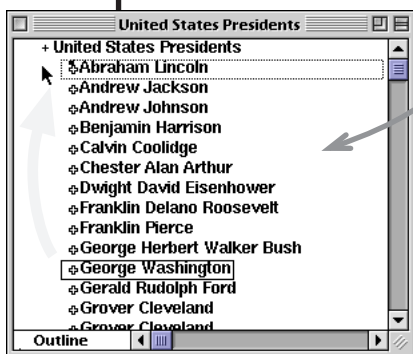 United States Presidents
+ United States Presidents
Abraham Lincoln
Andrew Jackson
Andrew Johnson
Benjamin Harrison
Calvin Coolidge
Chester Alan Arthur
Dwight David Eisenhower
Franklin Delano Roosevelt
Franklin Pierce
George Herbert Walker Bush
George Washington
Gerald Rudolph Ford
Grover Cleveland
Grover Cleveland
Outline